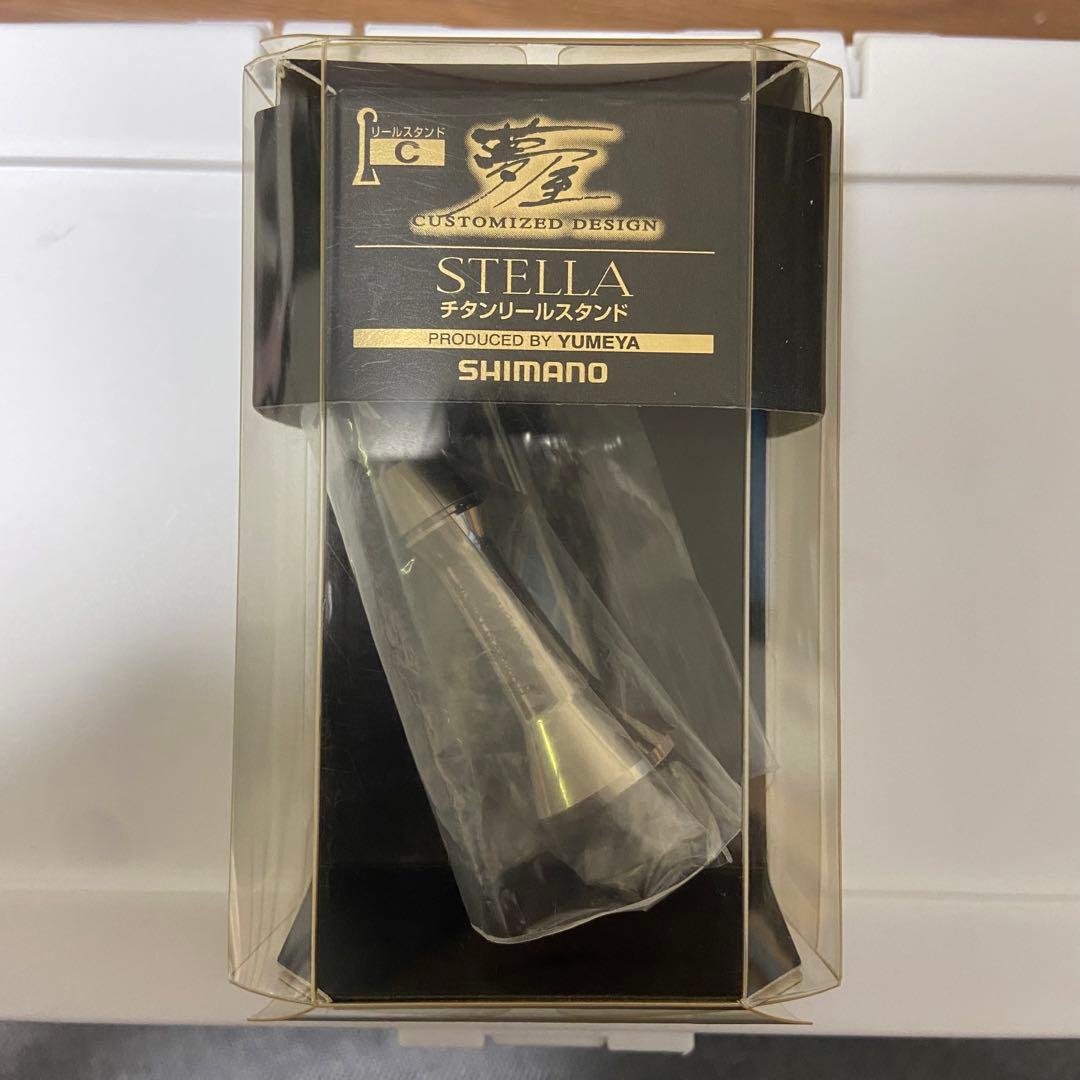 リールスタンド
C
夢屋
CUSTOMIZED DESIGN
STELLA
チタンリールスタンド
PRODUCED BY YUMEYA
SHIMANO